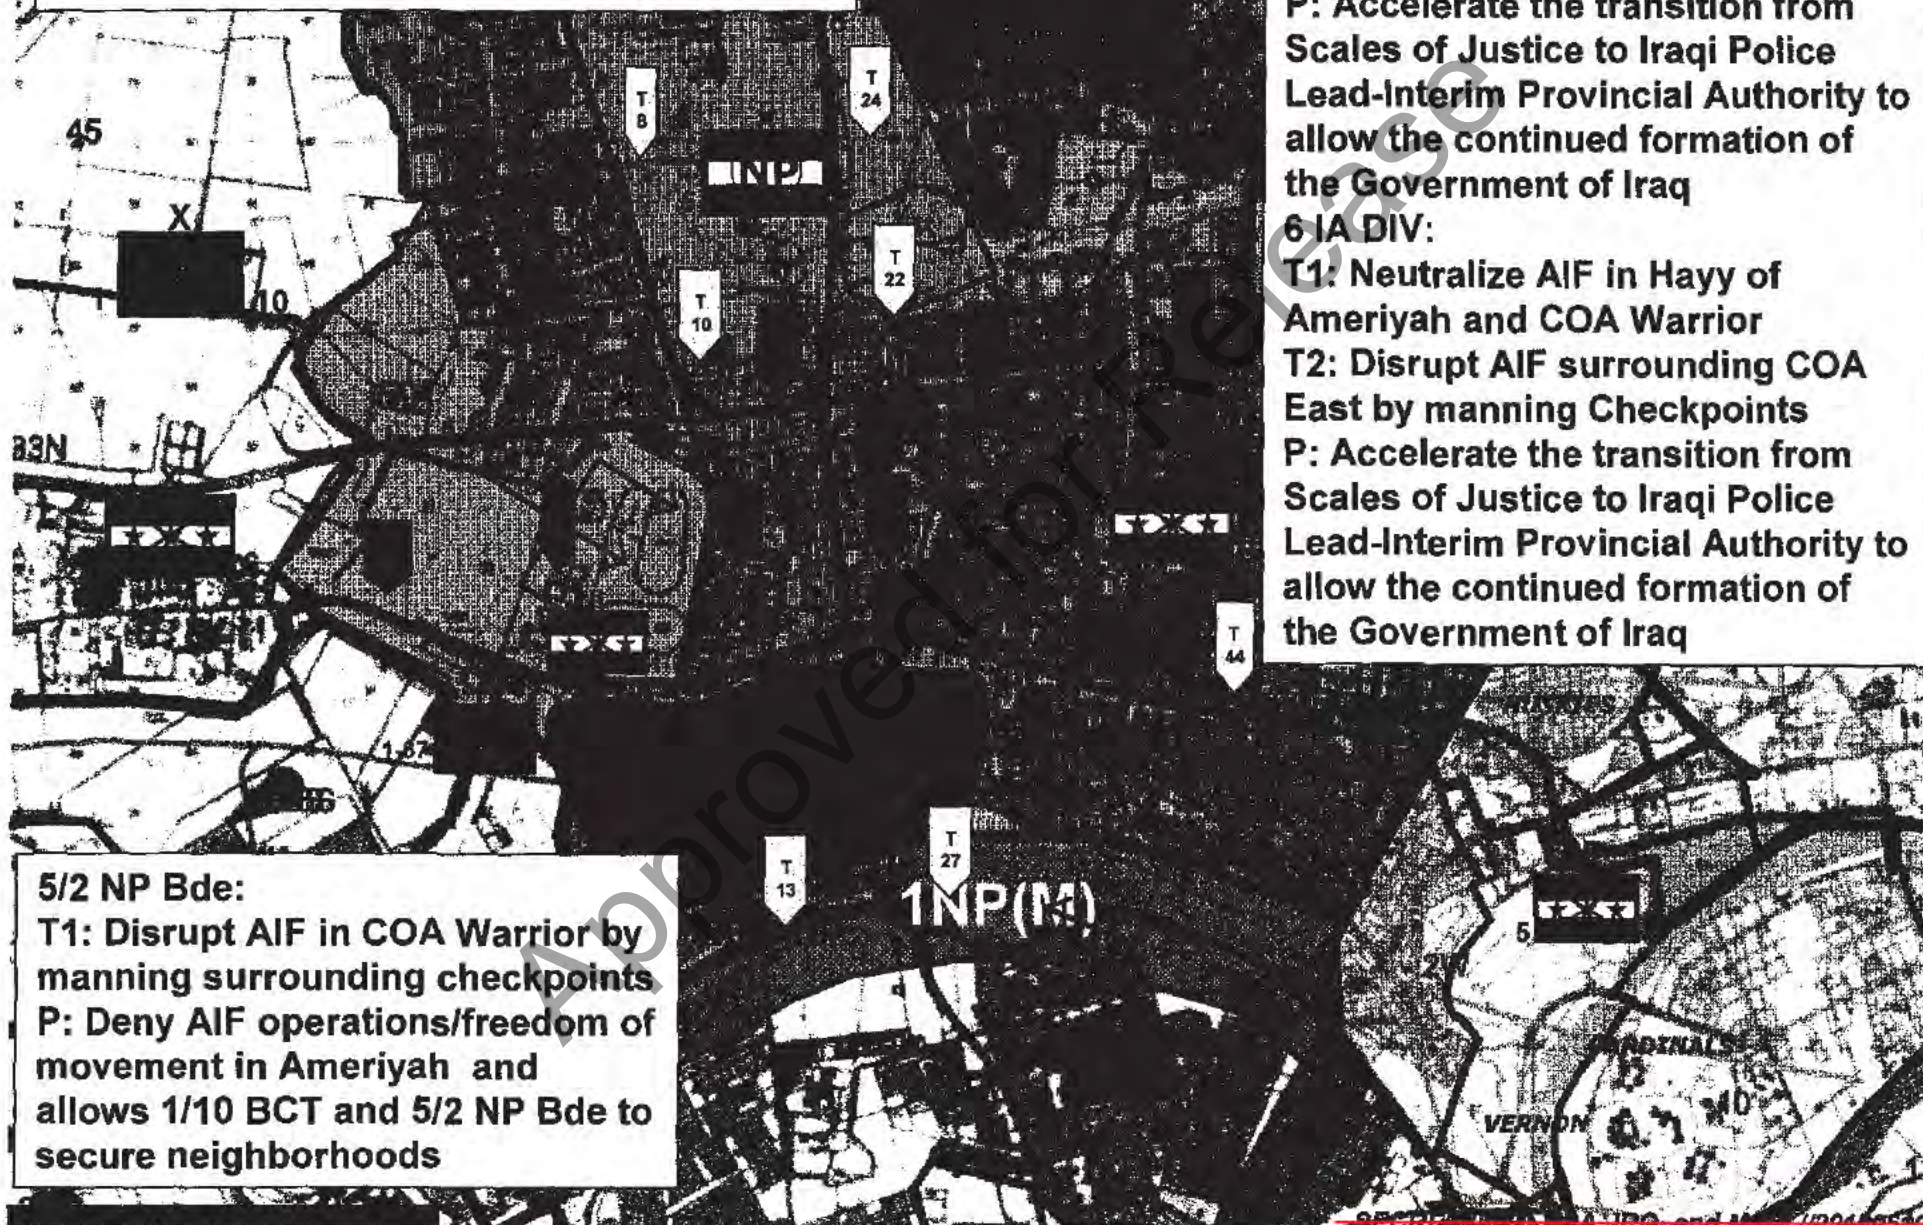 P: Accelerate the transition from
Scales of Justice to Iraqi Police
Lead-Interim Provincial Authority to
allow the continued formation of
the Government of Iraq
6 IA DIV:
T1: Neutralize AIF in Hayy of
Ameriyah and COA Warrior
T2: Disrupt AIF surrounding COA
East by manning Checkpoints
P: Accelerate the transition from
Scales of Justice to Iraqi Police
Lead-Interim Provincial Authority to
allow the continued formation of
the Government of Iraq
45
T
8
T
24
NP
X
1
10
T
10
T
22
83N
T
44
T
13
T
27
1NP(M)
5
VERNON
CARDINALS
5/2 NP Bde:
T1: Disrupt AIF in COA Warrior by
manning surrounding checkpoints
P: Deny AIF operations/freedom of
movement in Ameriyah and
allows 1/10 BCT and 5/2 NP Bde to
secure neighborhoods
Approved for Release